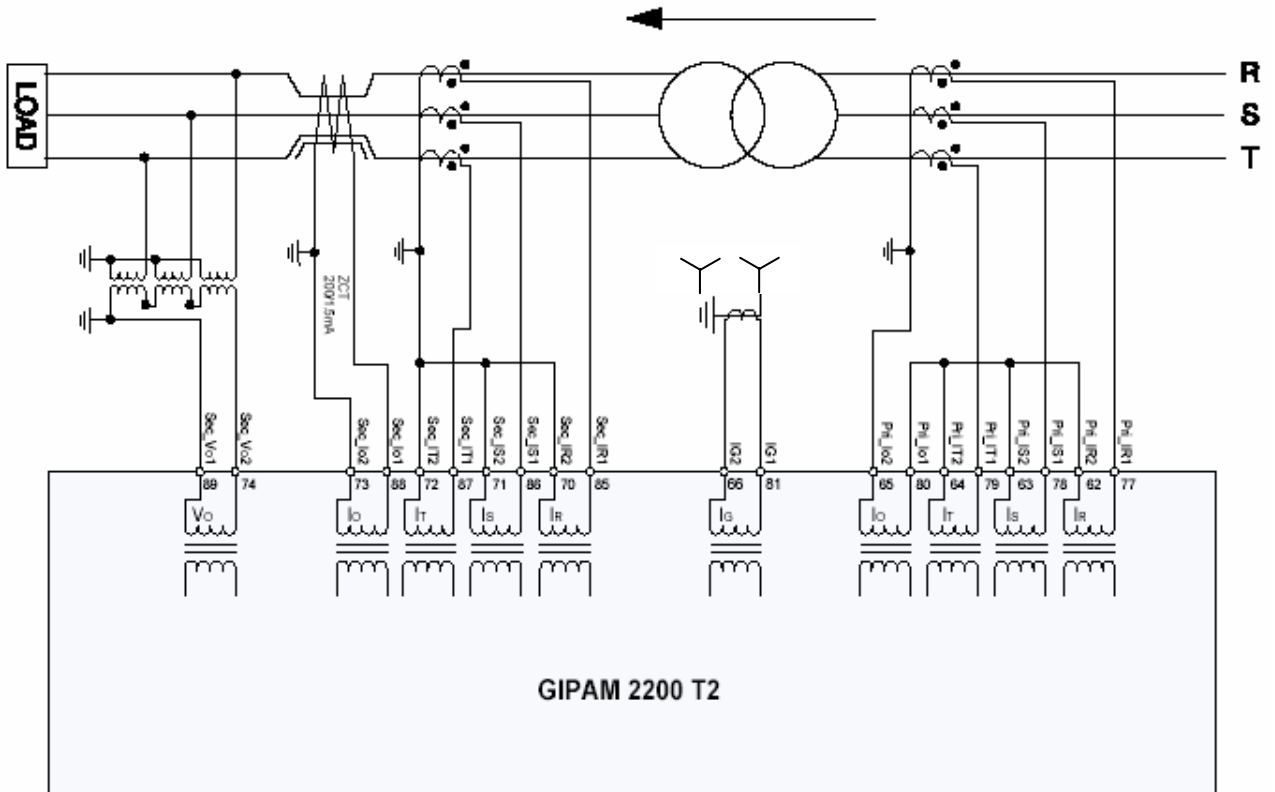 R
S
T
LOAD
ZCT
200/1.5mA
Sec_Vo1
Sec_Vo2
Sec_Io2
Sec_Io1
Sec_IT2
Sec_IT1
Sec_IS2
Sec_IS1
Sec_IR2
Sec_IR1
IG2
IG1
Pri_Io2
Pri_Io1
Pri_IT2
Pri_IT1
Pri_IS2
Pri_IS1
Pri_IR2
Pri_IR1
89 74 73 88 72 87 71 86 70 85 66 81 65 80 64 79 63 78 62 77
Vo Io IT IS IR IG Io IT IS IR
GIPAM 2200 T2